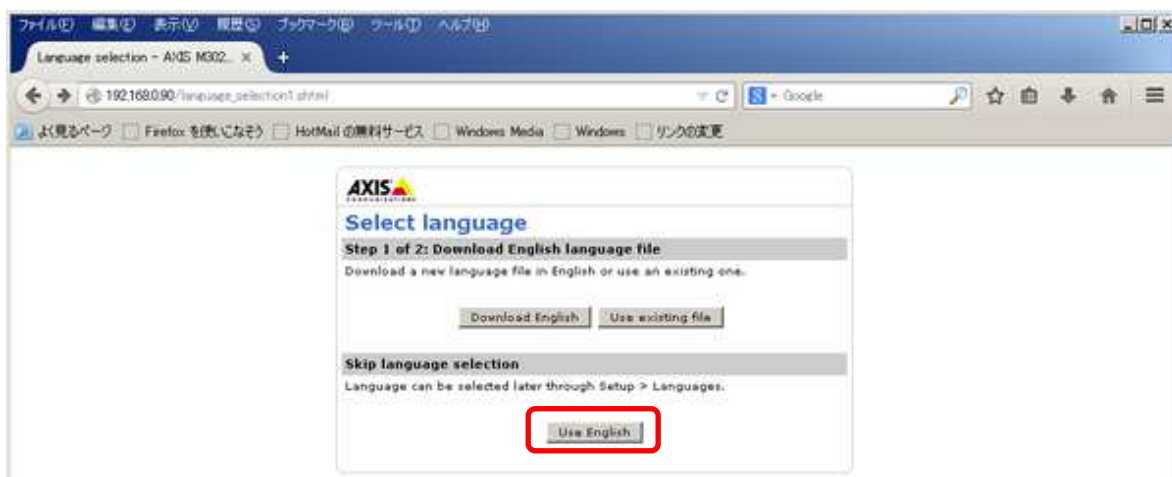 ファイル(F) 編集(E) 表示(V) 履歴(S) ブックマーク(B) ツール(T) ヘルプ(H)
Language selection - AXIS M302...
192.168.0.90/language_selection1.shtml
Google
よく見るページ Firefox を使いこなそう HotMail の無料サービス Windows Media Windows リンクの変更
AXIS
COMMUNICATIONS
Select language
Step 1 of 2: Download English language file
Download a new language file in English or use an existing one.
Download English Use existing file
Skip language selection
Language can be selected later through Setup > Languages.
Use English